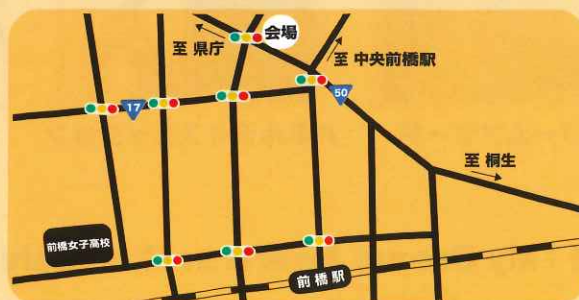 会場
至 県庁
至 中央前橋駅
50
17
至 桐生
前橋女子高校
前橋駅